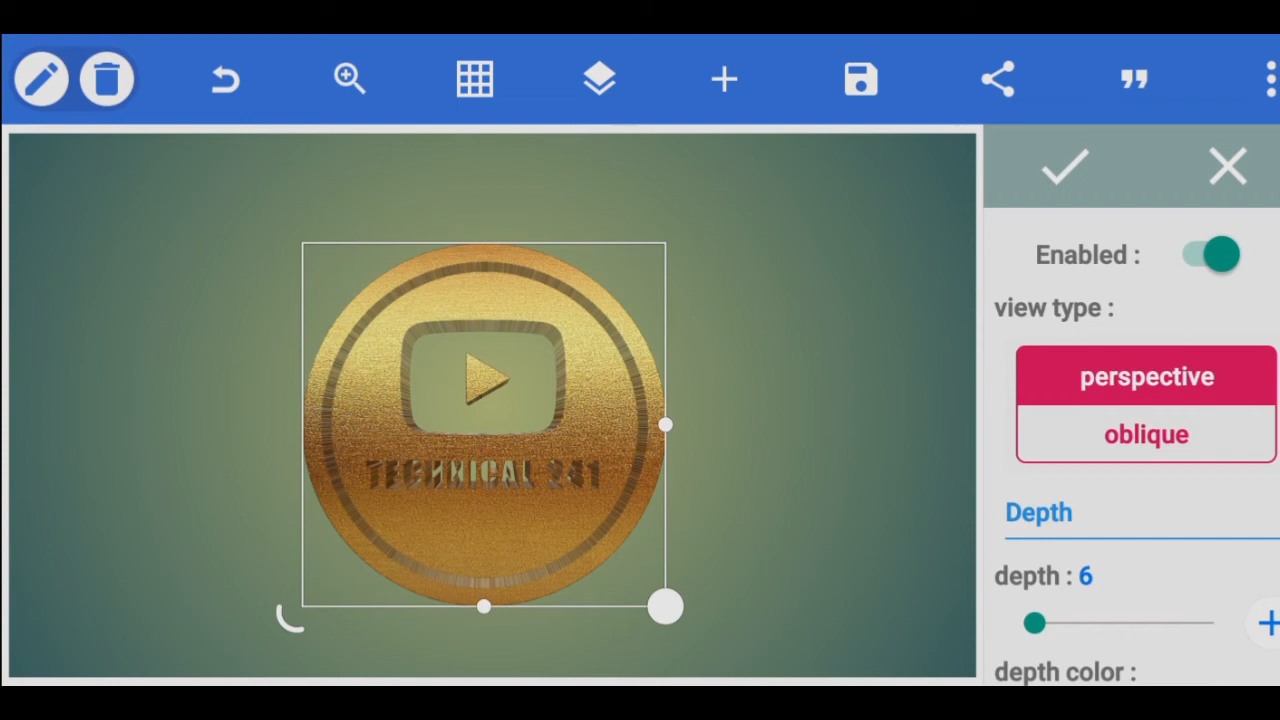 Enabled :
view type :
perspective
oblique
Depth
depth : 6
depth color :
TECHNICAL 241